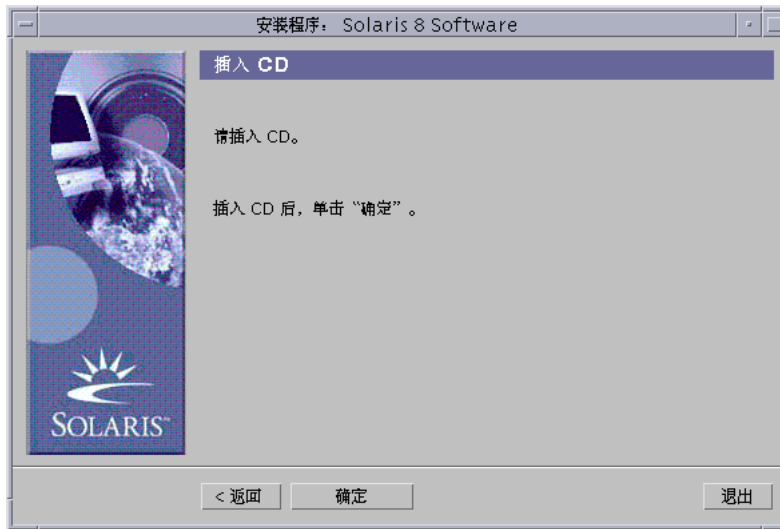 安装程序： Solaris 8 Software
插入 CD
请插入 CD。
插入 CD 后，单击“确定”。
SOLARIS™
< 返回
确定
退出